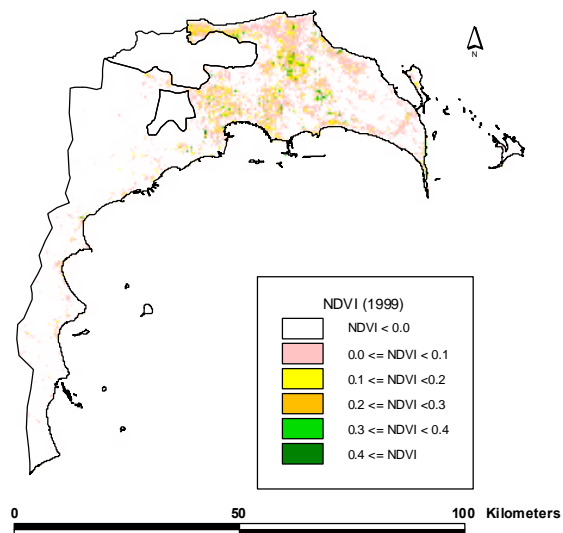 N
NDVI (1999)
NDVI < 0.0
0.0 <= NDVI < 0.1
0.1 <= NDVI <0.2
0.2 <= NDVI <0.3
0.3 <= NDVI < 0.4
0.4 <= NDVI
0 50 100 Kilometers